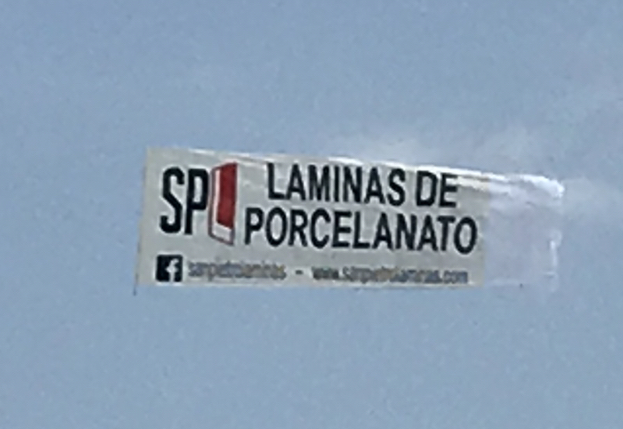 SP LAMINAS DE
PORCELANATO
sanpietrolaminas - www.sanpietrolaminas.com